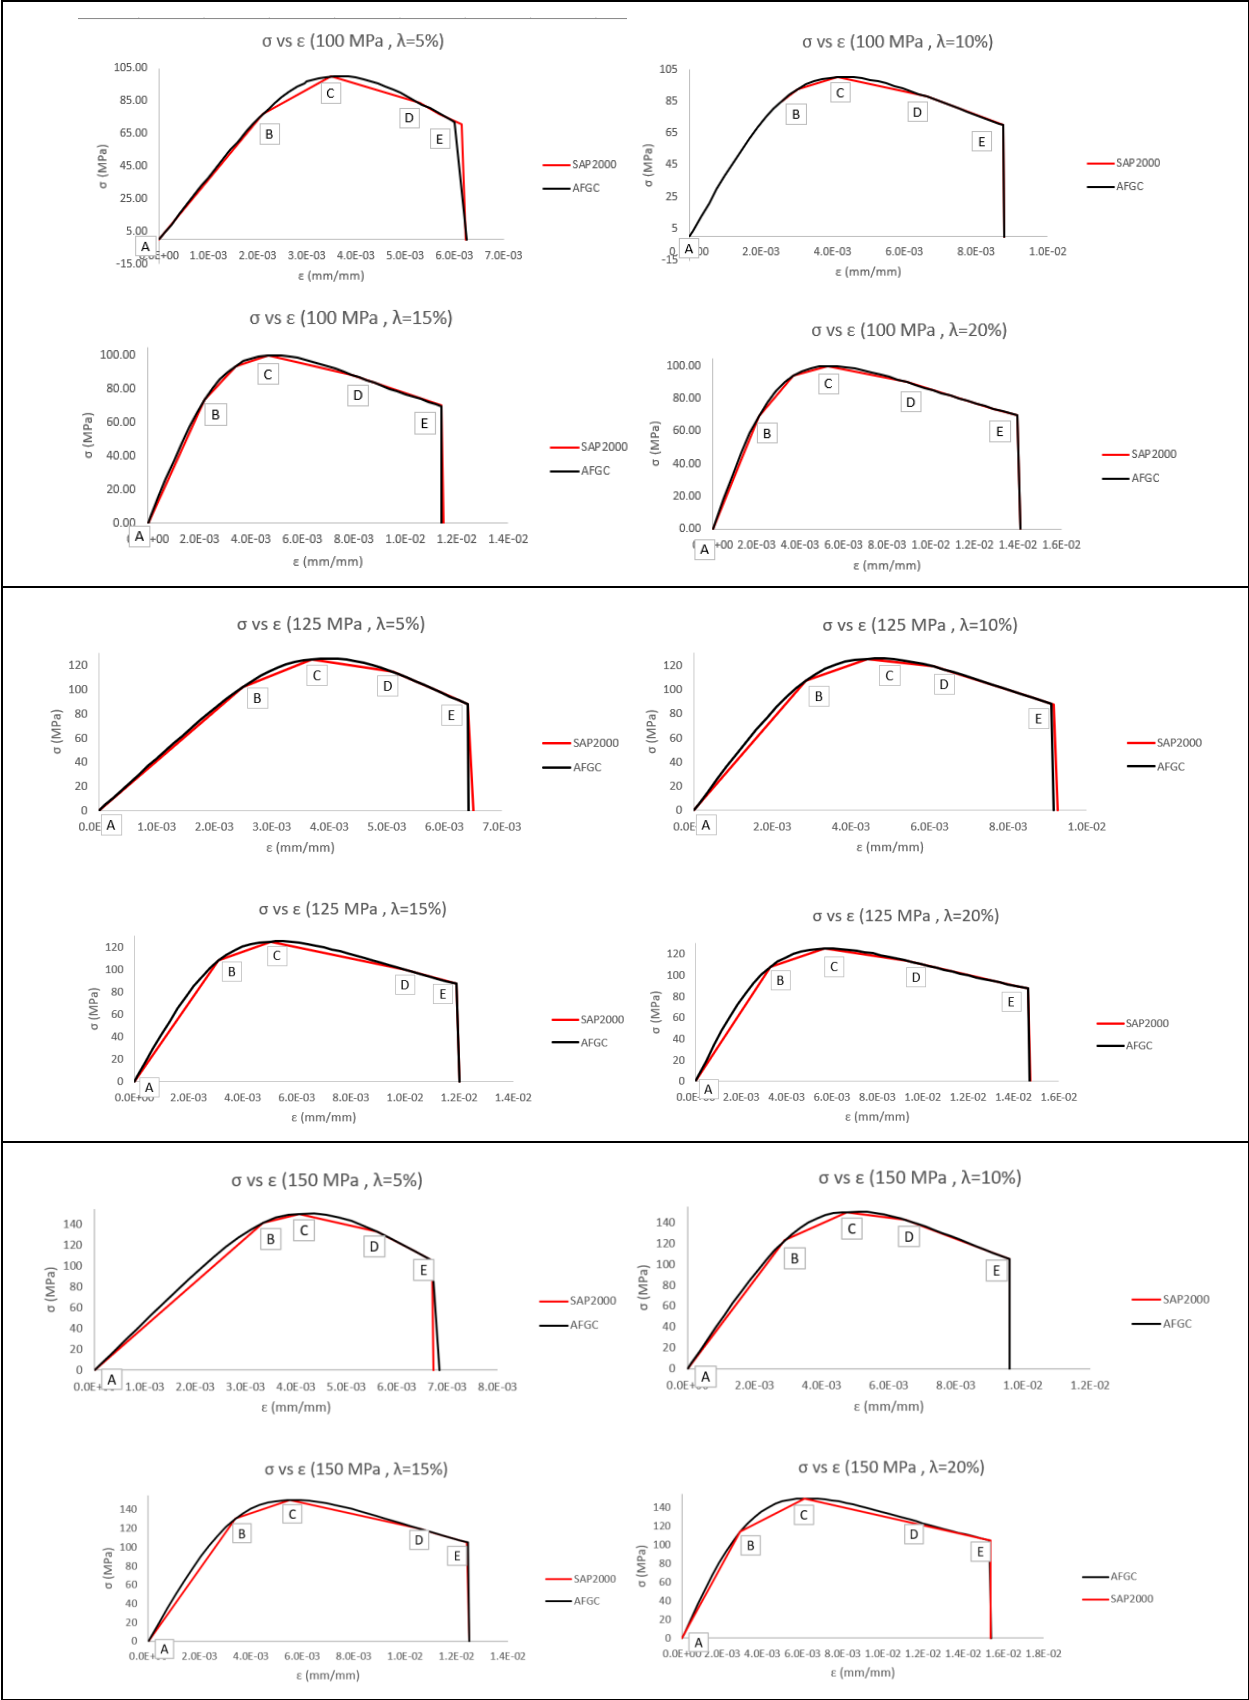 σ vs ε (100 MPa , λ=5%)
105.00
85.00
65.00
45.00
25.00
5.00
-15.00
σ (MPa)
A
B
C
D
E
SAP2000
AFGC
1.0E-03 2.0E-03 3.0E-03 4.0E-03 5.0E-03 6.0E-03 7.0E-03
ε (mm/mm)
σ vs ε (100 MPa , λ=10%)
105
85
65
45
25
5
-15
σ (MPa)
A
B
C
D
E
SAP2000
AFGC
2.0E-03 4.0E-03 6.0E-03 8.0E-03 1.0E-02
ε (mm/mm)
σ vs ε (100 MPa , λ=15%)
100.00
80.00
60.00
40.00
20.00
0.00
σ (MPa)
A
B
C
D
E
SAP2000
AFGC
2.0E-03 4.0E-03 6.0E-03 8.0E-03 1.0E-02 1.2E-02 1.4E-02
ε (mm/mm)
σ vs ε (100 MPa , λ=20%)
100.00
80.00
60.00
40.00
20.00
0.00
σ (MPa)
A
B
C
D
E
SAP2000
AFGC
2.0E-03 4.0E-03 6.0E-03 8.0E-03 1.0E-02 1.2E-02 1.4E-02 1.6E-02
ε (mm/mm)
σ vs ε (125 MPa , λ=5%)
120
100
80
60
40
20
0
σ (MPa)
A
B
C
D
E
SAP2000
AFGC
1.0E-03 2.0E-03 3.0E-03 4.0E-03 5.0E-03 6.0E-03 7.0E-03
ε (mm/mm)
σ vs ε (125 MPa , λ=10%)
120
100
80
60
40
20
0
σ (MPa)
A
B
C
D
E
SAP2000
AFGC
2.0E-03 4.0E-03 6.0E-03 8.0E-03 1.0E-02
ε (mm/mm)
σ vs ε (125 MPa , λ=15%)
120
100
80
60
40
20
0
σ (MPa)
A
B
C
D
E
SAP2000
AFGC
0.0E+00 2.0E-03 4.0E-03 6.0E-03 8.0E-03 1.0E-02 1.2E-02 1.4E-02
ε (mm/mm)
σ vs ε (125 MPa , λ=20%)
120
100
80
60
40
20
0
σ (MPa)
A
B
C
D
E
SAP2000
AFGC
2.0E-03 4.0E-03 6.0E-03 8.0E-03 1.0E-02 1.2E-02 1.4E-02 1.6E-02
ε (mm/mm)
σ vs ε (150 MPa , λ=5%)
140
120
100
80
60
40
20
0
σ (MPa)
A
B
C
D
E
SAP2000
AFGC
1.0E-03 2.0E-03 3.0E-03 4.0E-03 5.0E-03 6.0E-03 7.0E-03 8.0E-03
ε (mm/mm)
σ vs ε (150 MPa , λ=10%)
140
120
100
80
60
40
20
0
σ (MPa)
A
B
C
D
E
SAP2000
AFGC
2.0E-03 4.0E-03 6.0E-03 8.0E-03 1.0E-02 1.2E-02
ε (mm/mm)
σ vs ε (150 MPa , λ=15%)
140
120
100
80
60
40
20
0
σ (MPa)
A
B
C
D
E
SAP2000
AFGC
2.0E-03 4.0E-03 6.0E-03 8.0E-03 1.0E-02 1.2E-02 1.4E-02
ε (mm/mm)
σ vs ε (150 MPa , λ=20%)
140
120
100
80
60
40
20
0
σ (MPa)
A
B
C
D
E
AFGC
SAP2000
2.0E-03 4.0E-03 6.0E-03 8.0E-03 1.0E-02 1.2E-02 1.4E-02 1.6E-02 1.8E-02
ε (mm/mm)